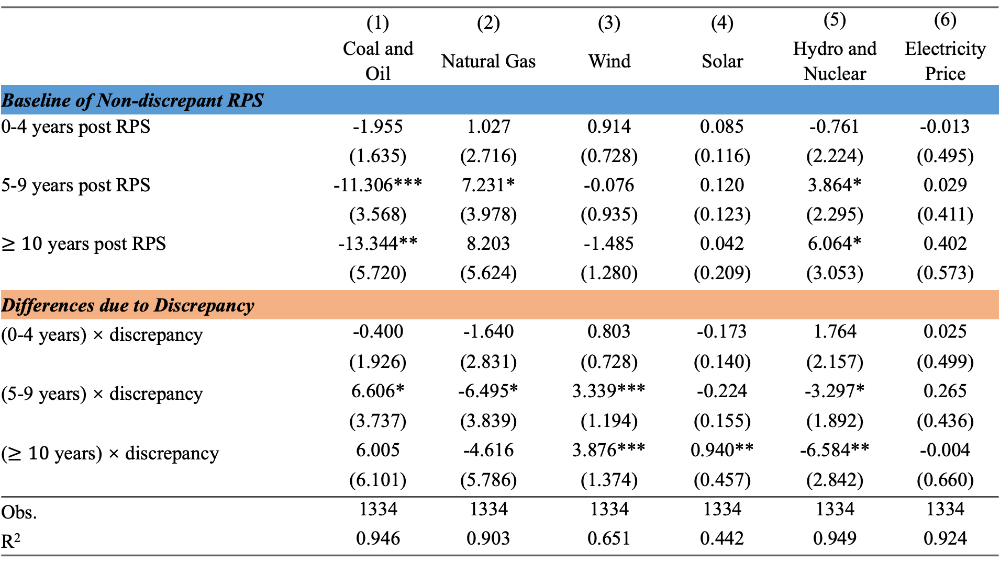 (1) (2) (3) (4) (5) (6)
Coal and Oil Natural Gas Wind Solar Hydro and Nuclear Electricity Price
Baseline of Non-discrepant RPS
0-4 years post RPS -1.955 1.027 0.914 0.085 -0.761 -0.013
(1.635) (2.716) (0.728) (0.116) (2.224) (0.495)
5-9 years post RPS -11.306*** 7.231* -0.076 0.120 3.864* 0.029
(3.568) (3.978) (0.935) (0.123) (2.295) (0.411)
≥ 10 years post RPS -13.344** 8.203 -1.485 0.042 6.064* 0.402
(5.720) (5.624) (1.280) (0.209) (3.053) (0.573)
Differences due to Discrepancy
(0-4 years) × discrepancy -0.400 -1.640 0.803 -0.173 1.764 0.025
(1.926) (2.831) (0.728) (0.140) (2.157) (0.499)
(5-9 years) × discrepancy 6.606* -6.495* 3.339*** -0.224 -3.297* 0.265
(3.737) (3.839) (1.194) (0.155) (1.892) (0.436)
(≥ 10 years) × discrepancy 6.005 -4.616 3.876*** 0.940** -6.584** -0.004
(6.101) (5.786) (1.374) (0.457) (2.842) (0.660)
Obs. 1334 1334 1334 1334 1334 1334
R² 0.946 0.903 0.651 0.442 0.949 0.924